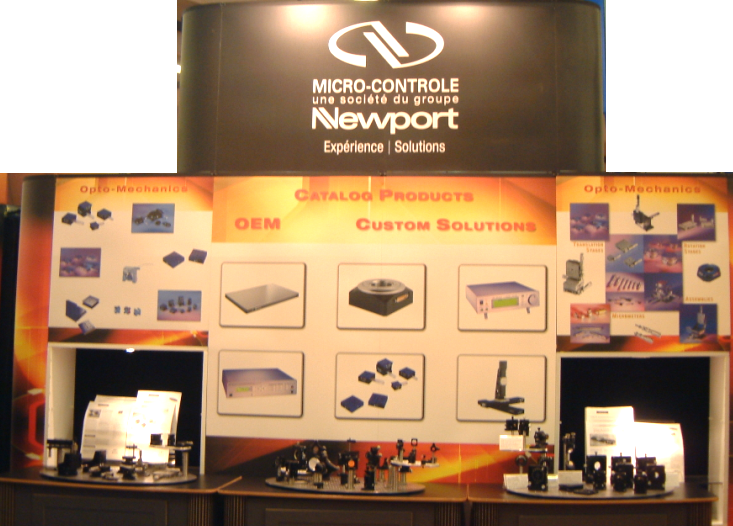 MICRO-CONTROLE
une société du groupe
Newport
Expérience | Solutions
Opto-Mechanics
CATALOG PRODUCTS
OEM CUSTOM SOLUTIONS
Opto-Mechanics
TRANSLATION
STAGES
ROTATION
STAGES
MICROMETERS